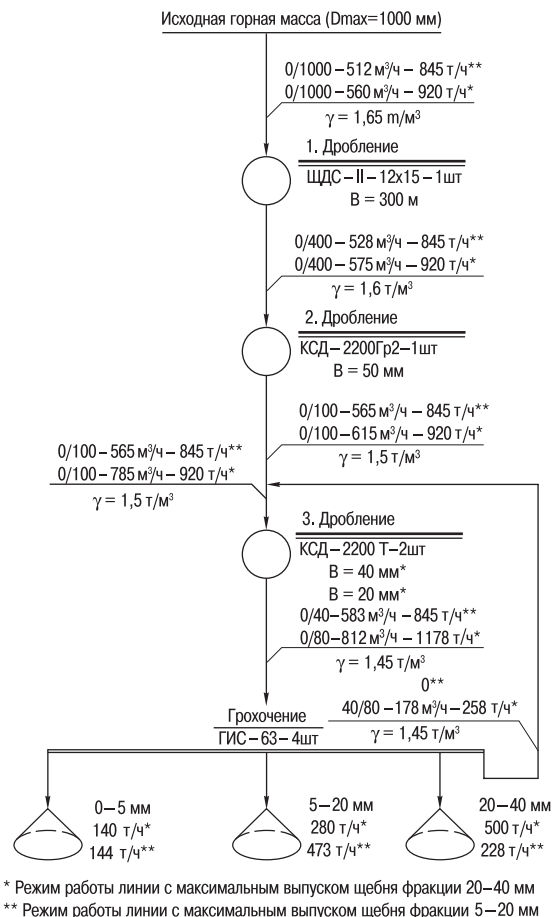 Исходная горная масса (Dmax=1000 мм)
0/1000 – 512 м³/ч – 845 т/ч**
0/1000 – 560 м³/ч – 920 т/ч*
γ = 1,65 т/м³
1. Дробление
ЩДС – II – 12x15 – 1шт
B = 300 м
0/400 – 528 м³/ч – 845 т/ч**
0/400 – 575 м³/ч – 920 т/ч*
γ = 1,6 т/м³
2. Дробление
КСД – 2200Гр2–1шт
B = 50 мм
0/100 – 565 м³/ч – 845 т/ч**
0/100 – 615 м³/ч – 920 т/ч*
γ = 1,5 т/м³
0/100 – 565 м³/ч – 845 т/ч**
0/100 – 785 м³/ч – 920 т/ч*
γ = 1,5 т/м³
3. Дробление
КСД – 2200 Т–2шт
B = 40 мм*
B = 20 мм*
0/40–583 м³/ч – 845 т/ч**
0/80–812 м³/ч – 1178 т/ч*
γ = 1,45 т/м³
0**
40/80 – 178 м³/ч – 258 т/ч*
γ = 1,45 т/м³
Грохочение
ГИС – 63 – 4шт
0–5 мм
140 т/ч*
144 т/ч**
5–20 мм
280 т/ч*
473 т/ч**
20–40 мм
500 т/ч*
228 т/ч**
* Режим работы линии с максимальным выпуском щебня фракции 20–40 мм
** Режим работы линии с максимальным выпуском щебня фракции 5–20 мм